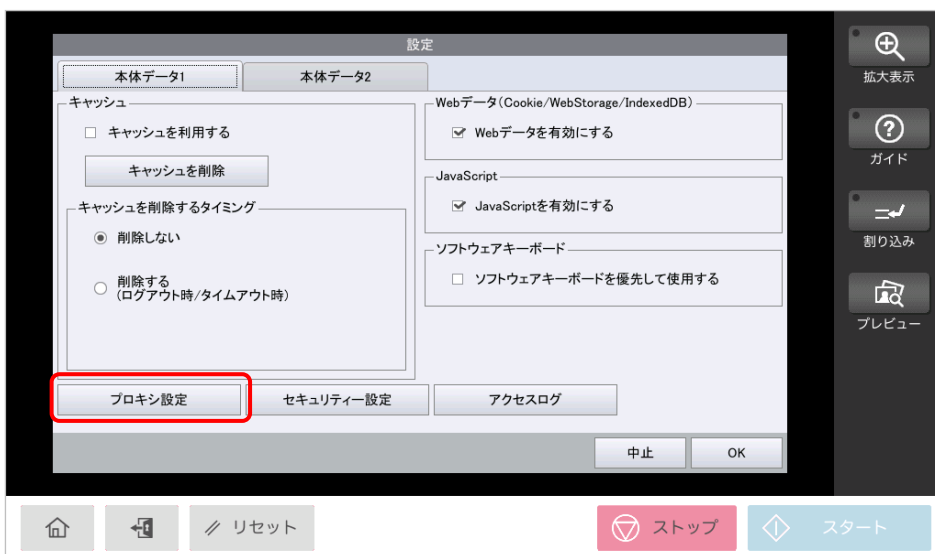 設定
本体データ1
本体データ2
キャッシュ
キャッシュを利用する
キャッシュを削除
キャッシュを削除するタイミング
削除しない
削除する
(ログアウト時/タイムアウト時)
Webデータ(Cookie/WebStorage/IndexedDB)
Webデータを有効にする
JavaScript
JavaScriptを有効にする
ソフトウェアキーボード
ソフトウェアキーボードを優先して使用する
プロキシ設定
セキュリティー設定
アクセスログ
中止
OK
拡大表示
ガイド
割り込み
プレビュー
リセット
ストップ
スタート